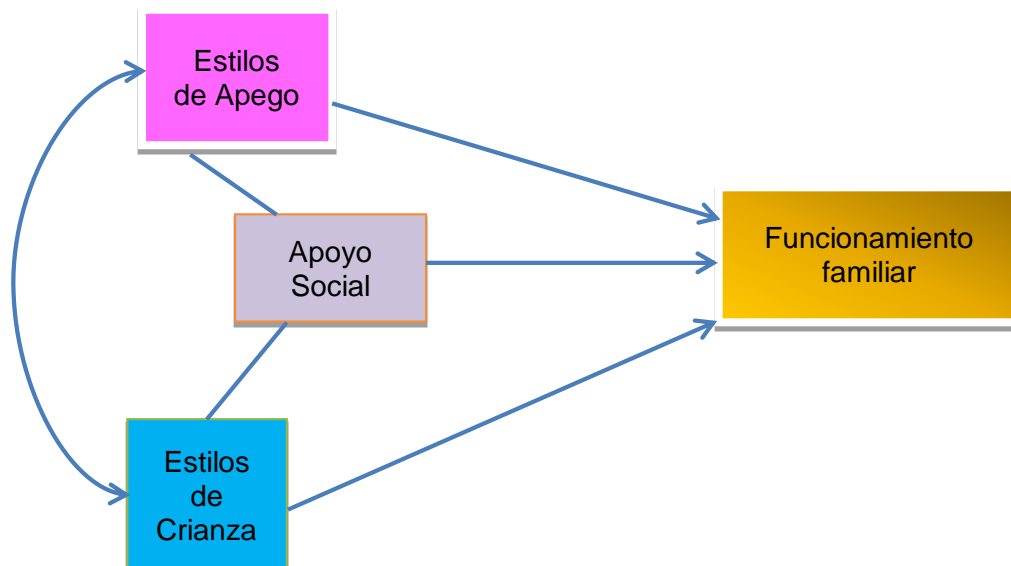 Estilos
de Apego
Apoyo
Social
Funcionamiento
familiar
Estilos
de
Crianza